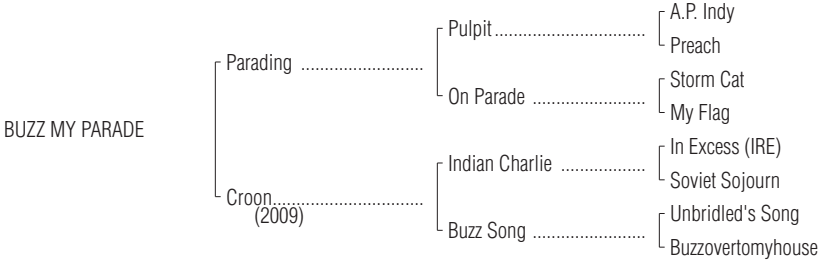 A.P. Indy
Pulpit..............................
Preach
Parading ........................
Storm Cat
On Parade ......................
My Flag
BUZZ MY PARADE
In Excess (IRE)
Indian Charlie .................
Soviet Sojourn
Croon..............................
(2009)
Unbridled's Song
Buzz Song ......................
Buzzovertomyhouse